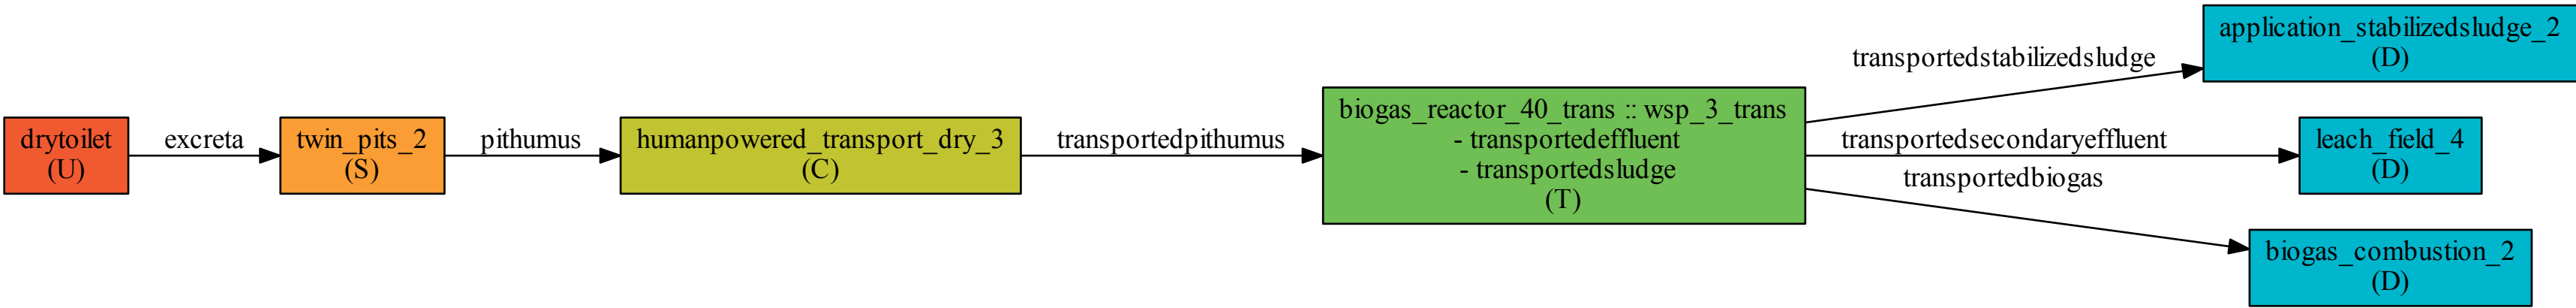 drytoilet
(U)
excreta
twin_pits_2
(S)
pithumus
humanpowered_transport_dry_3
(C)
transportedpithumus
biogas_reactor_40_trans :: wsp_3_trans
- transportedeffluent
- transportedsludge
(T)
transportedstabilizedsludge
application_stabilizedsludge_2
(D)
transportedsecondaryeffluent
leach_field_4
(D)
transportedbiogas
biogas_combustion_2
(D)